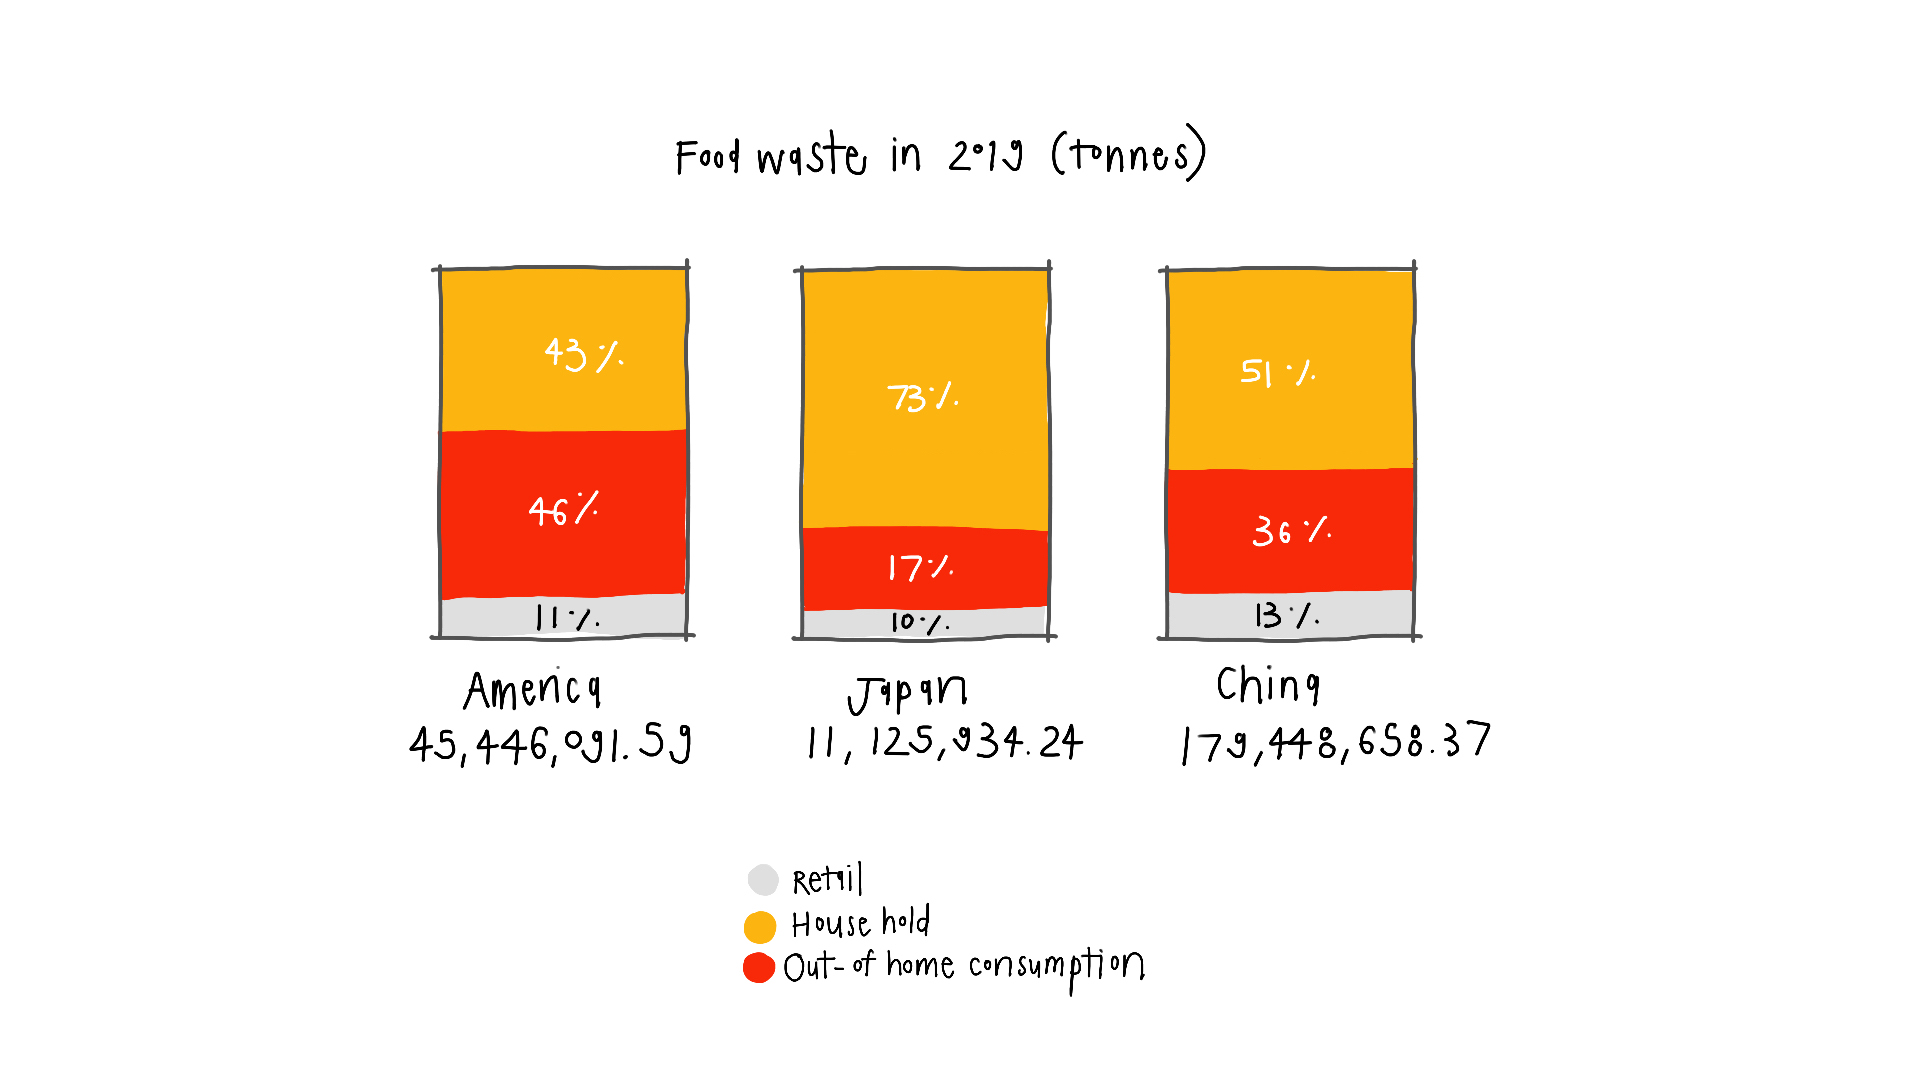 Food waste in 2019 (tonnes)
43%
73%
51%
46%
17%
36%
11%
10%
13%
America
Japan
China
45,446,091.59
11,125,934.24
179,448,658.37
Retail
House hold
Out-of home consumption